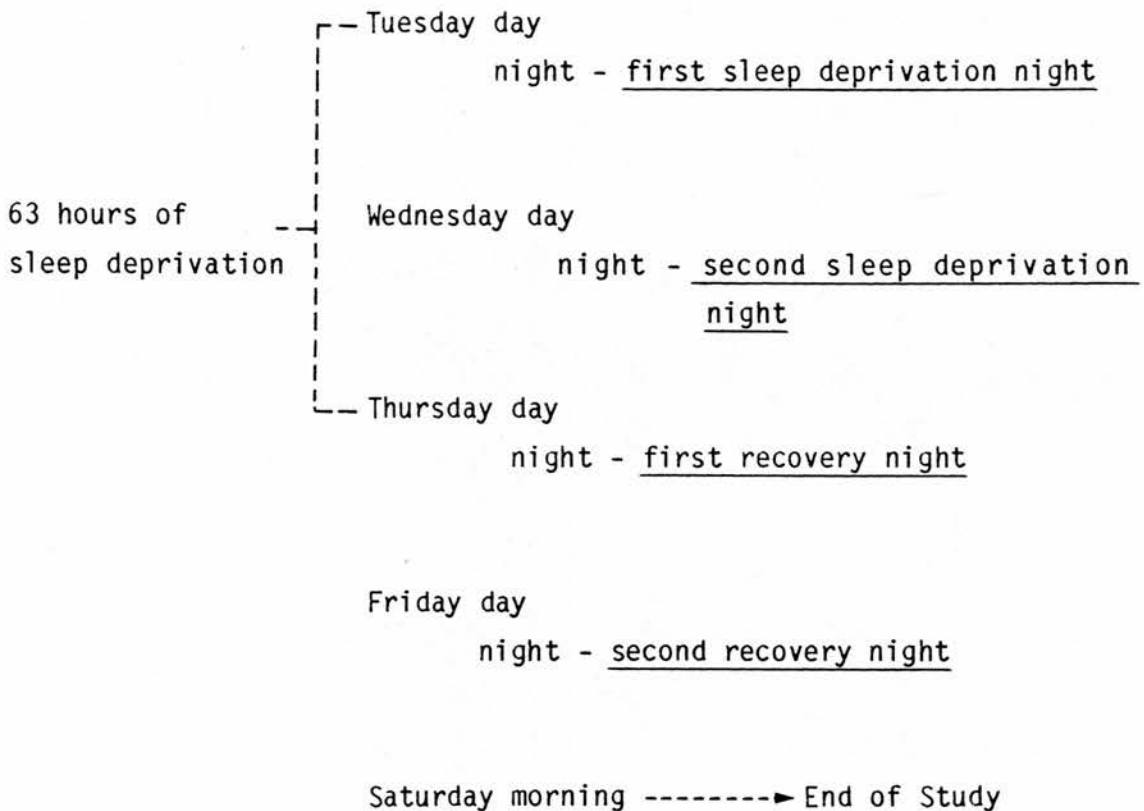 Tuesday day
night - first sleep deprivation night
63 hours of
sleep deprivation
Wednesday day
night - second sleep deprivation
night
Thursday day
night - first recovery night
Friday day
night - second recovery night
Saturday morning --------► End of Study